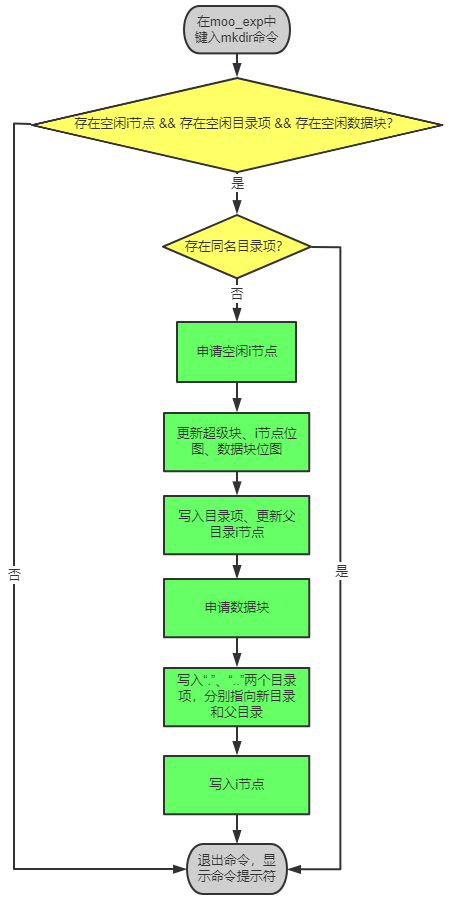 在moo_exp中
键入mkdir命令
存在空闲i节点 && 存在空闲目录项 && 存在空闲数据块?
是
存在同名目录项?
否
申请空闲i节点
更新超级块、i节点位
图、数据块位图
写入目录项、更新父
目录i节点
否
是
申请数据块
写入“.”、“..”两个目录
项，分别指向新目录
和父目录
写入i节点
退出命令，显
示命令提示符